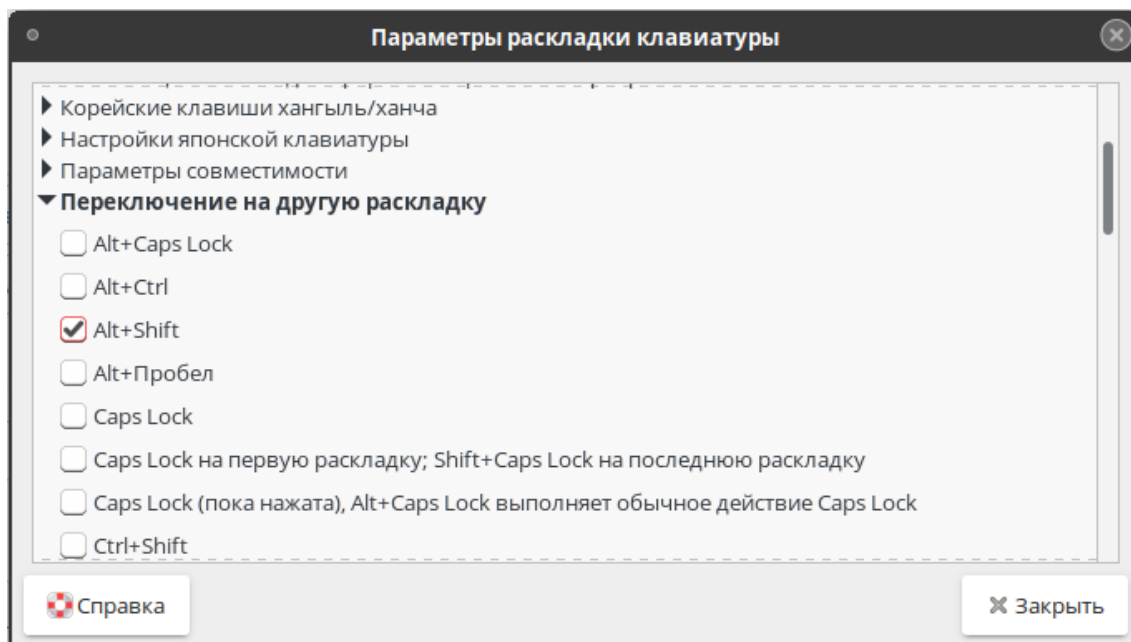 Параметры раскладки клавиатуры
Корейские клавиши хангыль/ханча
Настройки японской клавиатуры
Параметры совместимости
Переключение на другую раскладку
Alt+Caps Lock
Alt+Ctrl
Alt+Shift
Alt+Пробел
Caps Lock
Caps Lock на первую раскладку; Shift+Caps Lock на последнюю раскладку
Caps Lock (пока нажата), Alt+Caps Lock выполняет обычное действие Caps Lock
Ctrl+Shift
Справка
Закрыть